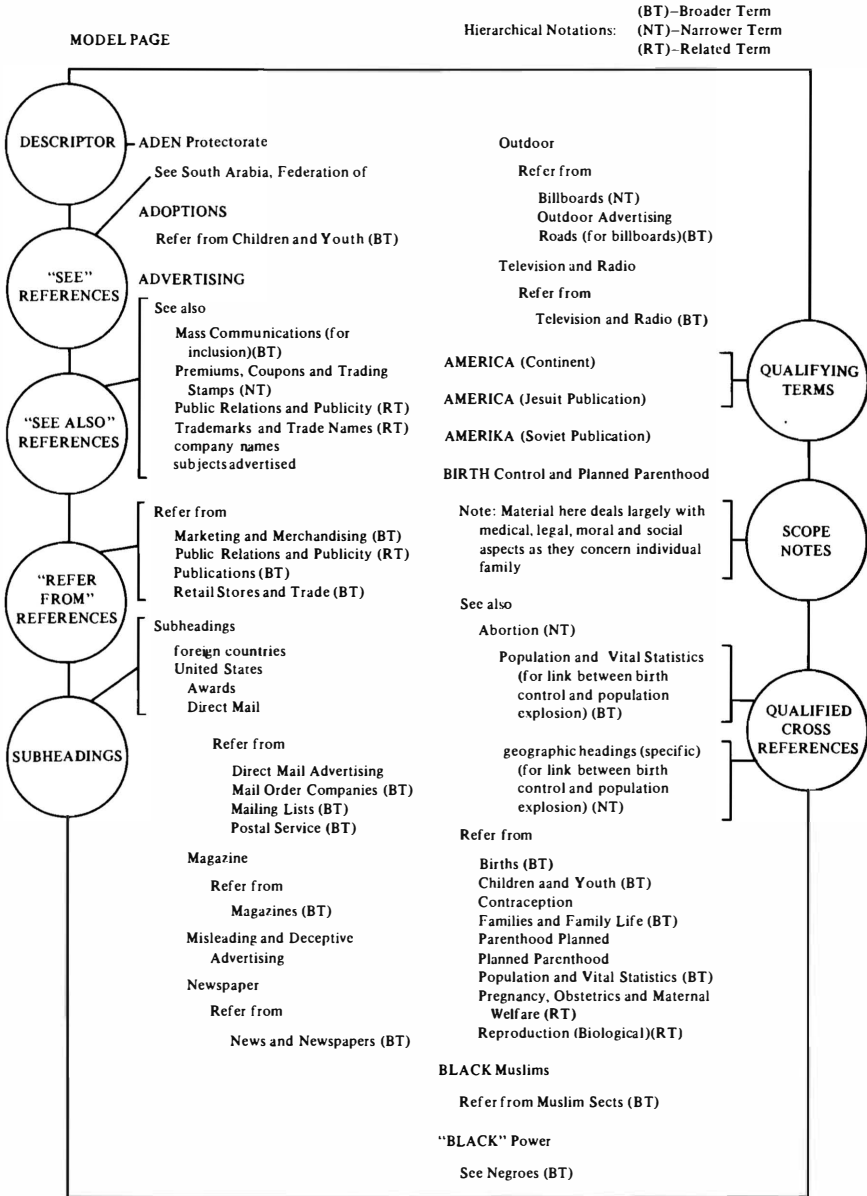 MODEL PAGE
Hierarchical Notations:
(BT)–Broader Term
(NT)–Narrower Term
(RT)–Related Term
DESCRIPTOR
"SEE"
REFERENCES
"SEE ALSO"
REFERENCES
"REFER
FROM"
REFERENCES
SUBHEADINGS
ADEN Protectorate
See South Arabia, Federation of
ADOPTIONS
Refer from Children and Youth (BT)
ADVERTISING
See also
Mass Communications (for
inclusion)(BT)
Premiums, Coupons and Trading
Stamps (NT)
Public Relations and Publicity (RT)
Trademarks and Trade Names (RT)
company names
subjects advertised
Refer from
Marketing and Merchandising (BT)
Public Relations and Publicity (RT)
Publications (BT)
Retail Stores and Trade (BT)
Subheadings
foreign countries
United States
Awards
Direct Mail
Refer from
Direct Mail Advertising
Mail Order Companies (BT)
Mailing Lists (BT)
Postal Service (BT)
Magazine
Refer from
Magazines (BT)
Misleading and Deceptive
Advertising
Newspaper
Refer from
News and Newspapers (BT)
Outdoor
Refer from
Billboards (NT)
Outdoor Advertising
Roads (for billboards)(BT)
Television and Radio
Refer from
Television and Radio (BT)
AMERICA (Continent)
AMERICA (Jesuit Publication)
AMERIKA (Soviet Publication)
BIRTH Control and Planned Parenthood
Note: Material here deals largely with
medical, legal, moral and social
aspects as they concern individual
family
See also
Abortion (NT)
Population and Vital Statistics
(for link between birth
control and population
explosion) (BT)
geographic headings (specific)
(for link between birth
control and population
explosion) (NT)
Refer from
Births (BT)
Children aand Youth (BT)
Contraception
Families and Family Life (BT)
Parenthood Planned
Planned Parenthood
Population and Vital Statistics (BT)
Pregnancy, Obstetrics and Maternal
Welfare (RT)
Reproduction (Biological)(RT)
BLACK Muslims
Refer from Muslim Sects (BT)
"BLACK" Power
See Negroes (BT)
QUALIFYING
TERMS
SCOPE
NOTES
QUALIFIED
CROSS
REFERENCES